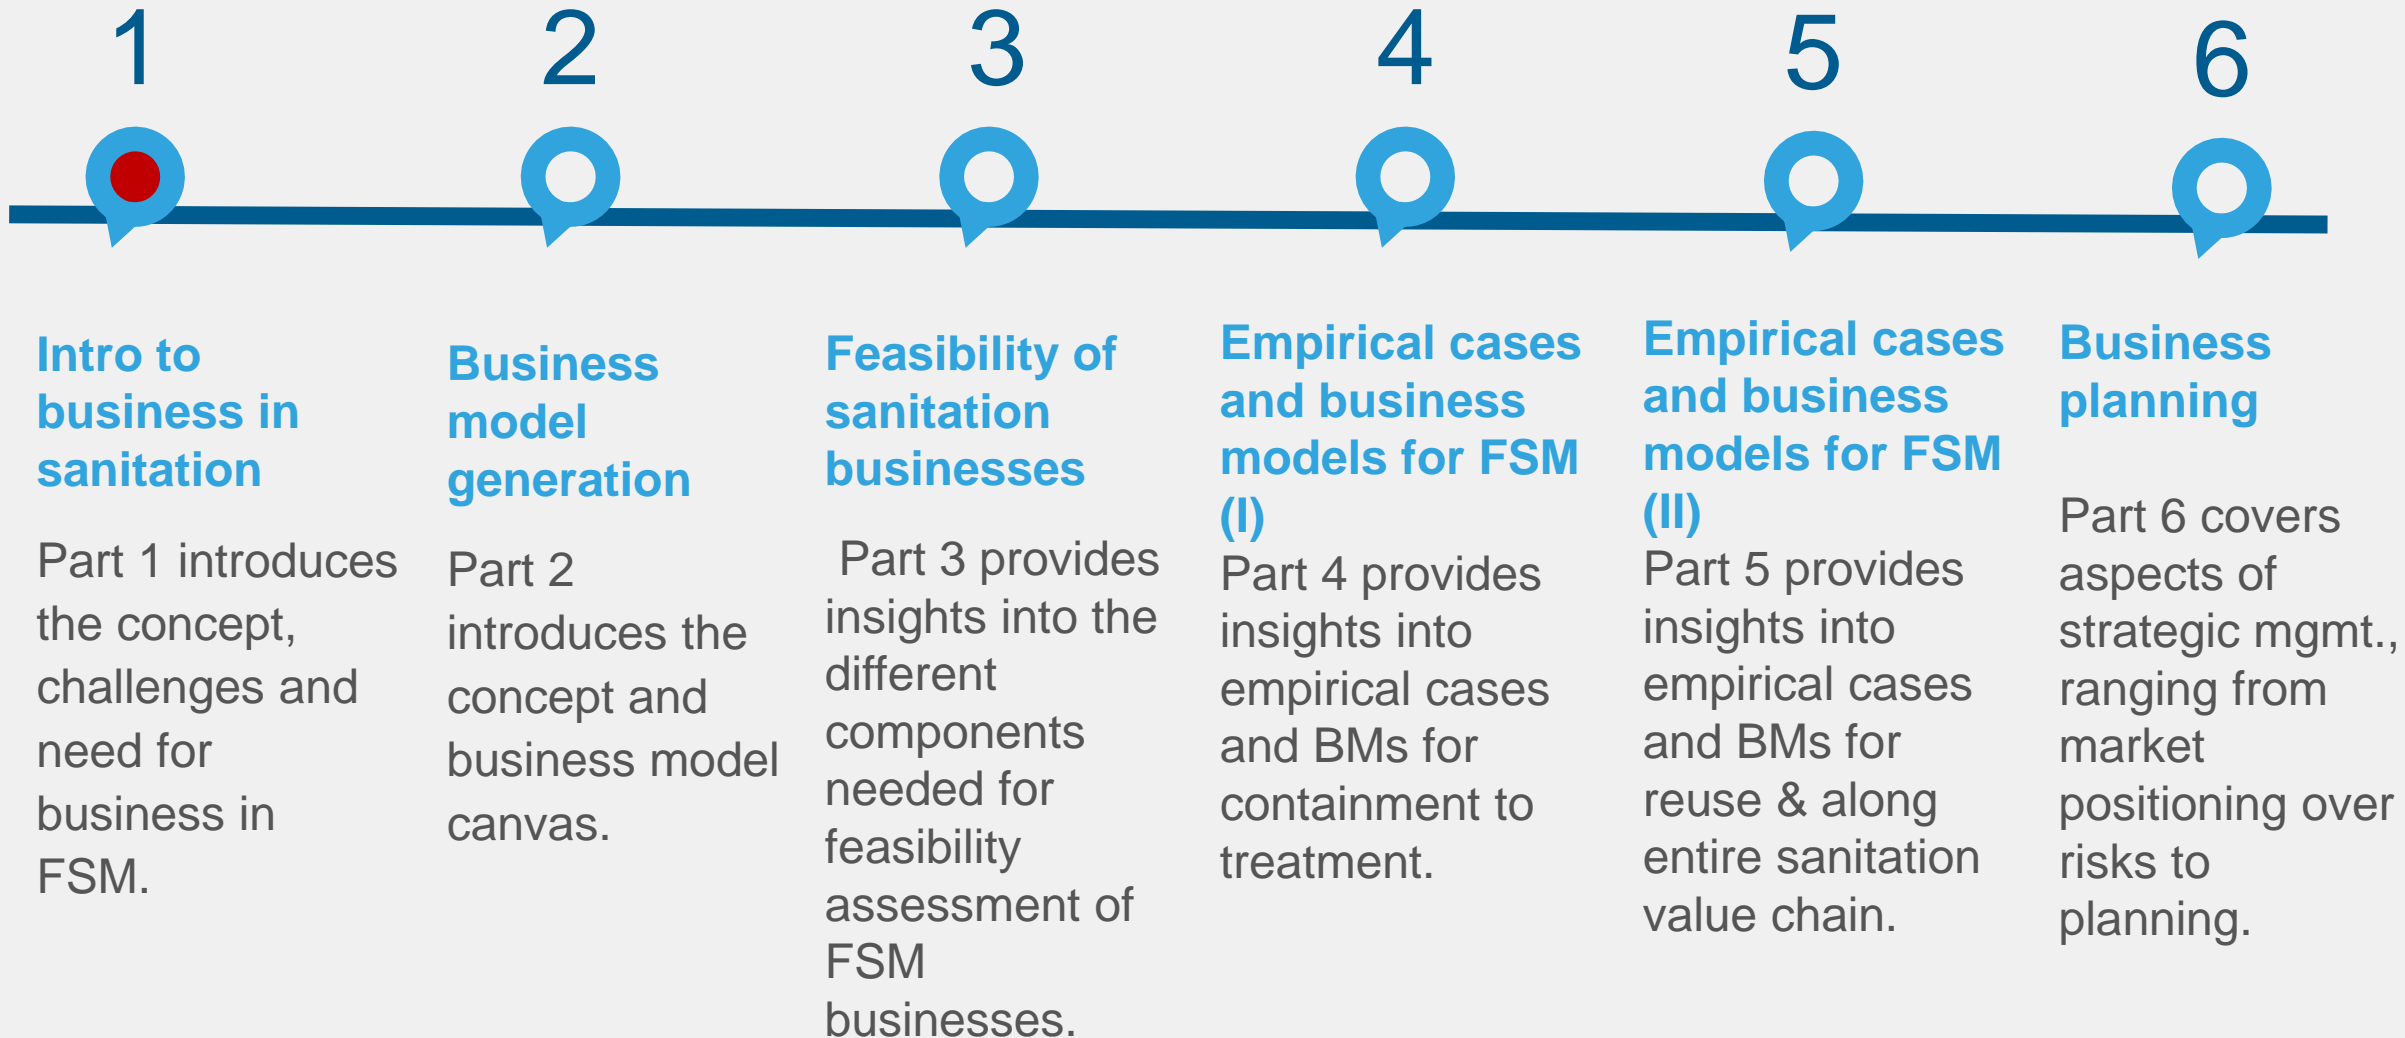 1
2
3
4
5
6
Intro to
business in
sanitation
Part 1 introduces
the concept,
challenges and
need for
business in
FSM.
Business
model
generation
Part 2
introduces the
concept and
business model
canvas.
Feasibility of
sanitation
businesses
Part 3 provides
insights into the
different
components
needed for
feasibility
assessment of
FSM
businesses.
Empirical cases
and business
models for FSM
(I)
Part 4 provides
insights into
empirical cases
and BMs for
containment to
treatment.
Empirical cases
and business
models for FSM
(II)
Part 5 provides
insights into
empirical cases
and BMs for
reuse & along
entire sanitation
value chain.
Business
planning
Part 6 covers
aspects of
strategic mgmt.,
ranging from
market
positioning over
risks to
planning.